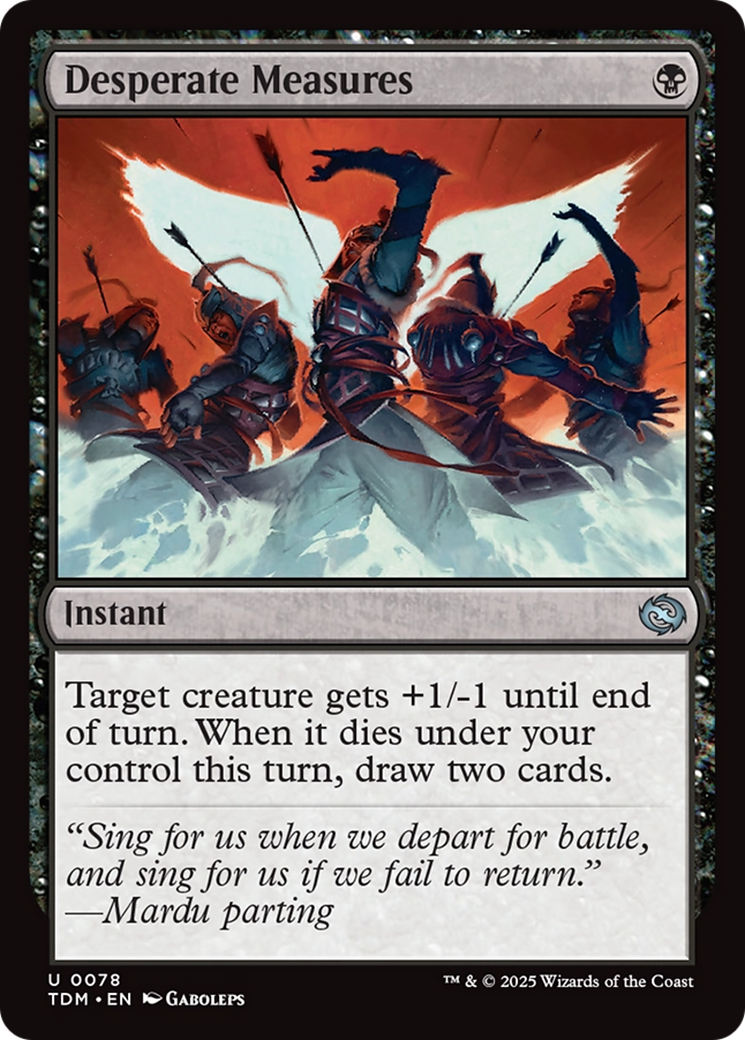 Desperate Measures
Instant
Target creature gets +1/-1 until end
of turn. When it dies under your
control this turn, draw two cards.
“Sing for us when we depart for battle,
and sing for us if we fail to return.”
—Mardu parting
U 0078
TDM • EN Gaboleps
™ & © 2025 Wizards of the Coast